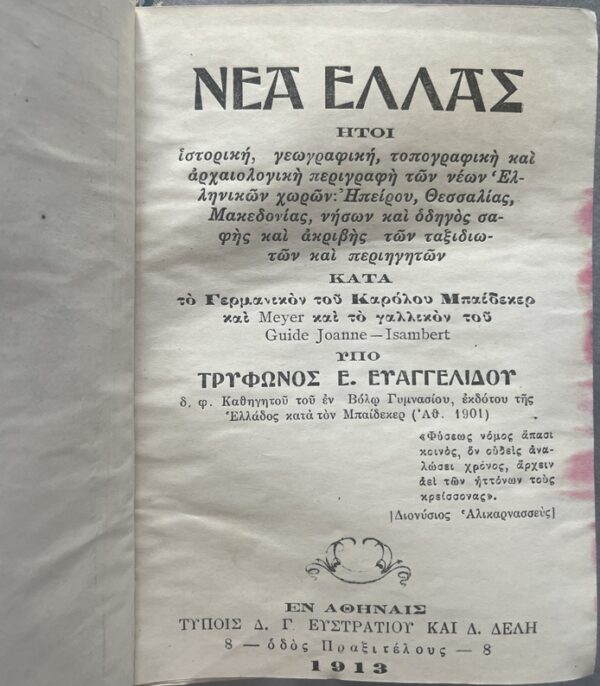 ΝΕΑ ΕΛΛΑΣ
ΗΤΟΙ
ἱστορική, γεωγραφική, τοπογραφικὴ καὶ
ἀρχαιολογικὴ περιγραφὴ τῶν νέων Ἑλ-
ληνικῶν χωρῶν: Ἠπείρου, Θεσσαλίας,
Μακεδονίας, νήσων καὶ ὁδηγὸς σα-
φὴς καὶ ἀκριβὴς τῶν ταξιδιω-
τῶν καὶ περιηγητῶν
ΚΑΤΑ
τὸ Γερμανικὸν τοῦ Καρόλου Μπαίδεκερ
καὶ Meyer καὶ τὸ γαλλικὸν τοῦ
Guide Joanne – Isambert
ΥΠΟ
ΤΡΥΦΩΝΟΣ Ε. ΕΥΑΓΓΕΛΙΔΟΥ
δ. φ. Καθηγητοῦ τοῦ ἐν Βόλῳ Γυμνασίου, ἐκδότου τῆς
Ἑλλάδος κατὰ τὸν Μπαίδεκερ (Ἀθ. 1901)
«Φύσεως νόμος ἅπασι
κοινὸς, ὃν οὐδεὶς ἀνα-
λώσει χρόνος, ἄρχειν
ἀεὶ τῶν ἡττόνων τοὺς
κρείσσονας».
]Διονύσιος Ἁλικαρνασσεὺς]
ΕΝ ΑΘΗΝΑΙΣ
ΤΥΠΟΙΣ Δ. Γ. ΕΥΣΤΡΑΤΙΟΥ ΚΑΙ Δ. ΔΕΛΗ
8 — ὁδὸς Πραξιτέλους — 8
1913